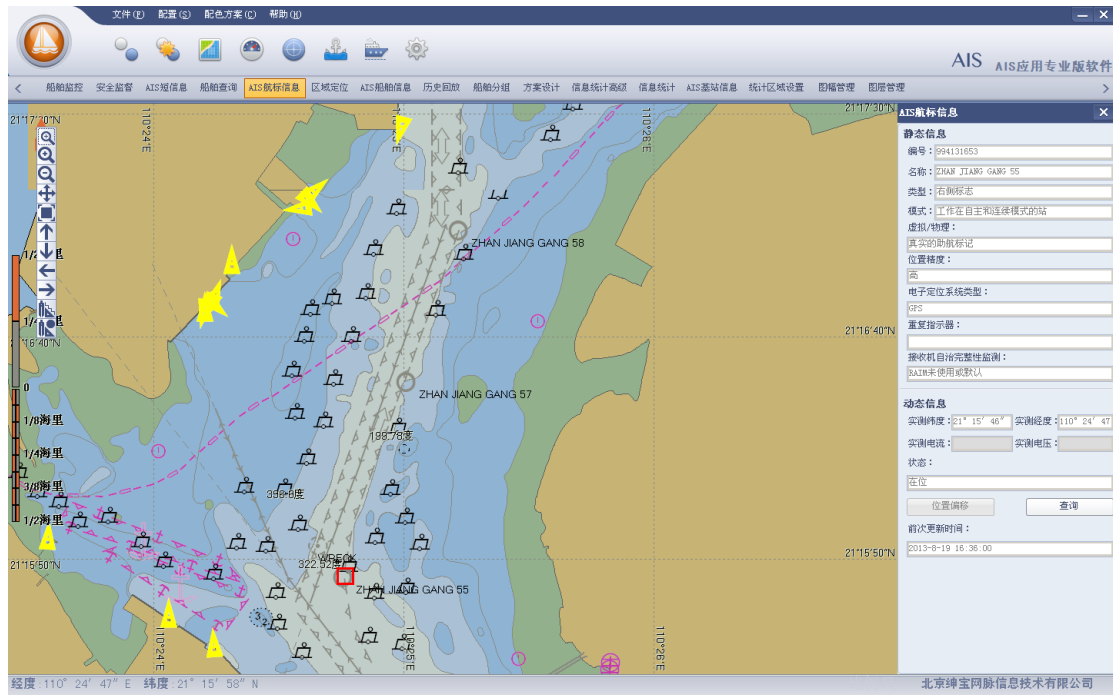 文件(F) 配置(S) 配色方案(C) 帮助(H)
AIS AIS应用专业版软件
船舶监控 安全监督 AIS短信息 船舶查询 AIS航标信息 区域定位 AIS船舶信息 历史回放 船舶分组 方案设计 信息统计高级 信息统计 AIS基站信息 统计区域设置 图幅管理 图层管理
21°17'30"N
110°24'E
110°26'E
21°17'30"N
ZHAN JIANG GANG 58
1/4海里
21°16'40"N
21°16'40"N
0
ZHAN JIANG GANG 57
1/8海里
199.78度
1/4海里
3/8海里
1/2海里
WRECK
322.52度
21°15'50"N
21°15'50"N
ZHAN JIANG GANG 55
110°24'E
110°25'E
110°26'E
AIS航标信息
静态信息
编号：994131653
名称：ZHAN JIANG GANG 55
类型：右侧标志
模式：工作在自主和连续模式的站
虚拟/物理：
真实的助航标记
位置精度：
高
电子定位系统类型：
GPS
重复指示器：
接收机自治完整性监测：
RAIM未使用或默认
动态信息
实测纬度：21° 15′ 46″ 实测经度：110° 24′ 47
实测电流： 实测电压：
状态：
在位
位置偏移 查询
前次更新时间：
2013-8-19 16:36:00
经度:110° 24′ 47″ E 纬度:21° 15′ 58″ N
北京绅宝网脉信息技术有限公司